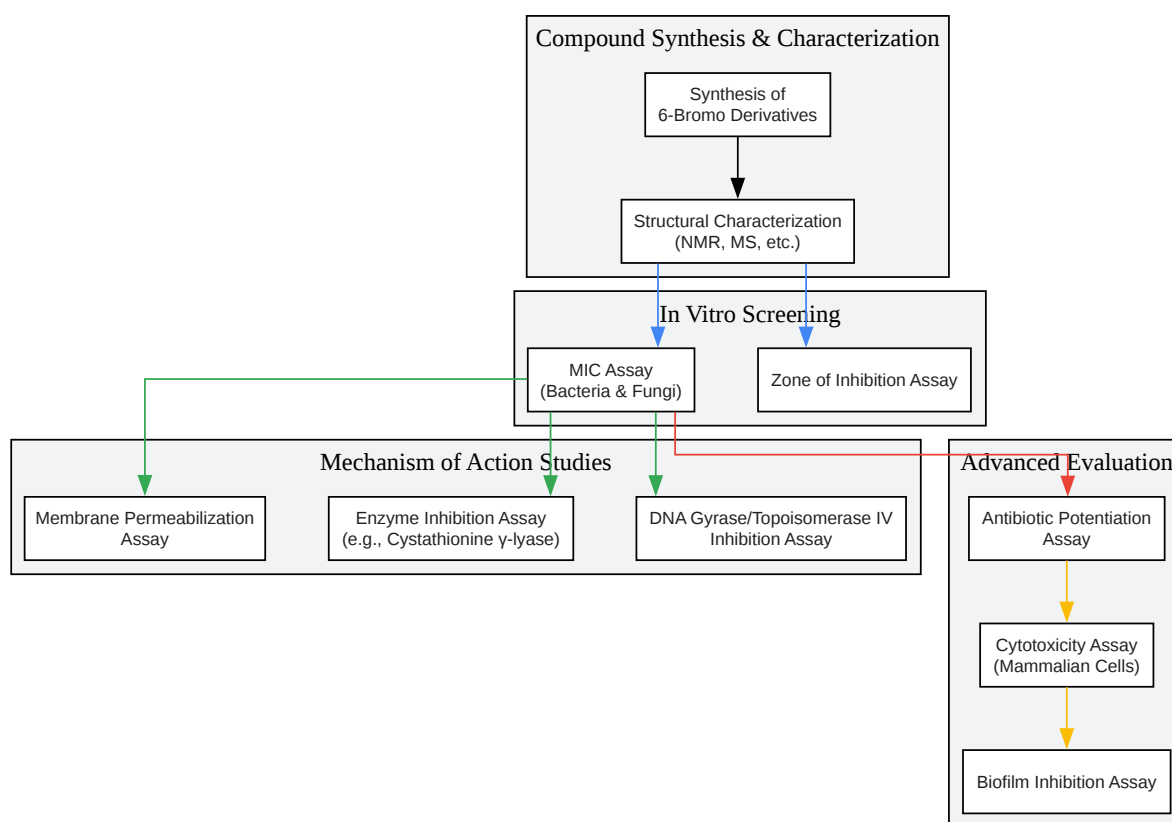 Compound Synthesis & Characterization
Synthesis of
6-Bromo Derivatives
Structural Characterization
(NMR, MS, etc.)
In Vitro Screening
MIC Assay
(Bacteria & Fungi)
Zone of Inhibition Assay
Mechanism of Action Studies
Membrane Permeabilization
Assay
Enzyme Inhibition Assay
(e.g., Cystathionine γ-lyase)
DNA Gyrase/Topoisomerase IV
Inhibition Assay
Advanced Evaluation
Antibiotic Potentiation
Assay
Cytotoxicity Assay
(Mammalian Cells)
Biofilm Inhibition Assay